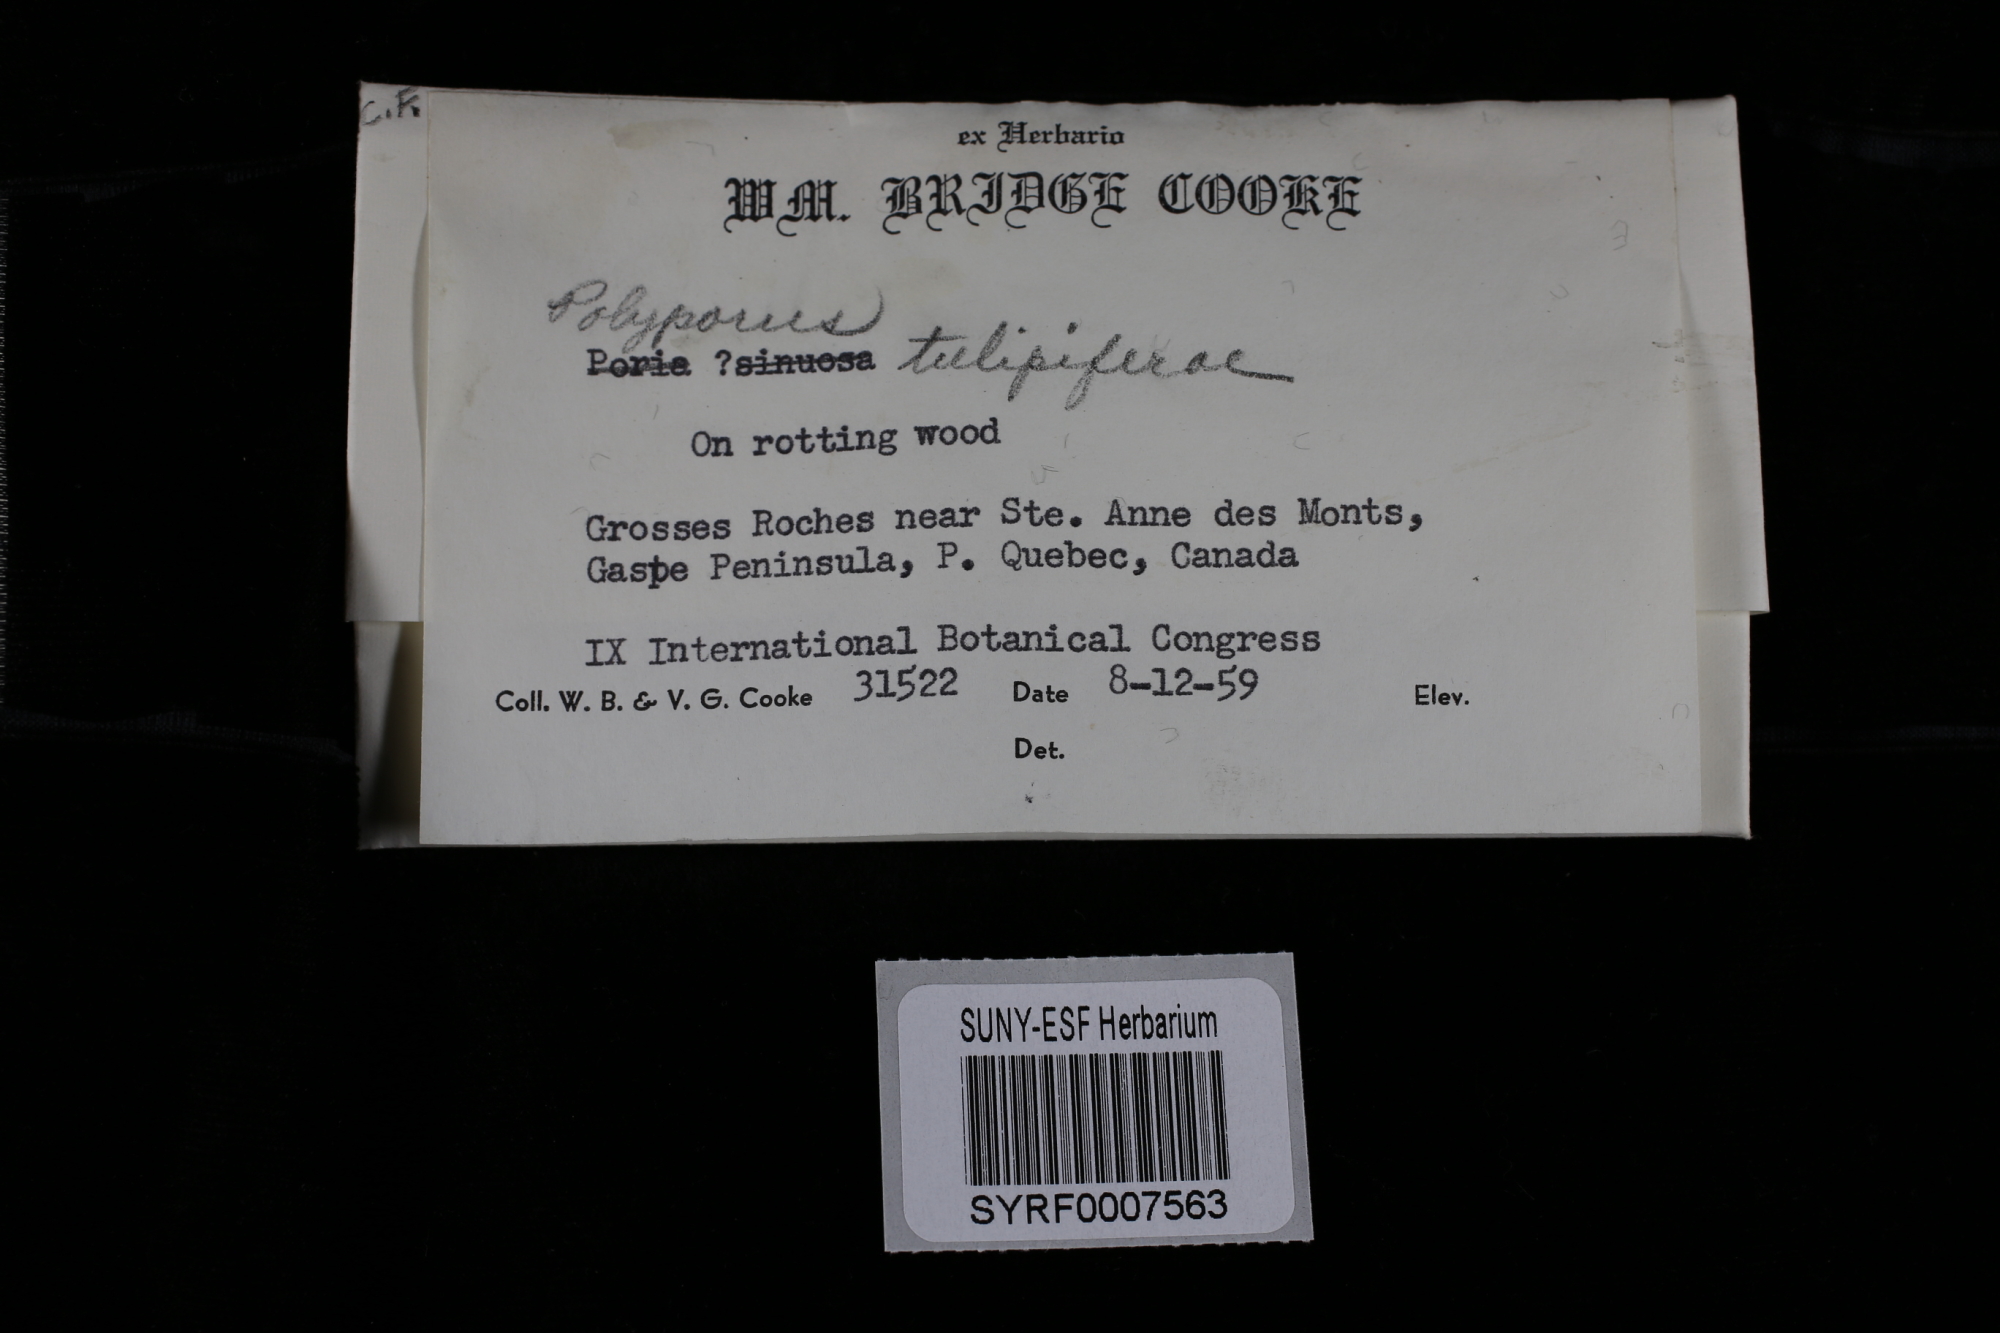 C.F.
ex Herbario
WM. BRIDGE COOKE
Polyporus
Poria ?sinuosa tulipiferae
On rotting wood
Grosses Roches near Ste. Anne des Monts,
Gaspe Peninsula, P. Quebec, Canada
IX International Botanical Congress
Coll. W. B. & V. G. Cooke 31522 Date 8-12-59 Elev.
Det.
SUNY-ESF Herbarium
SYRF0007563